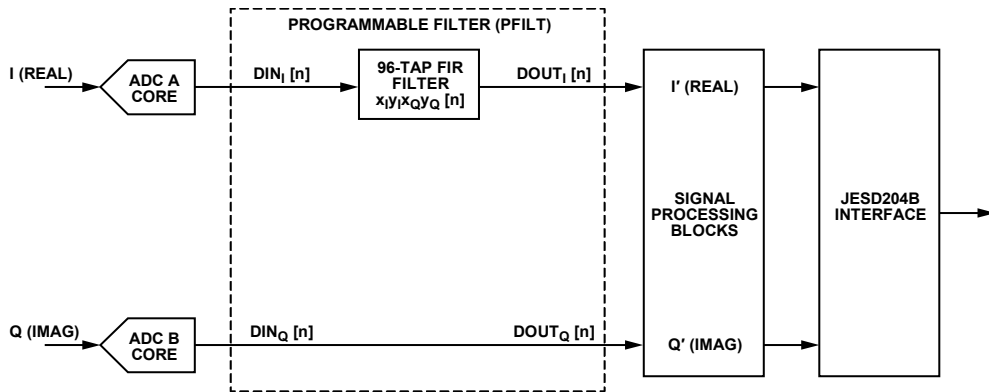 PROGRAMMABLE FILTER (PFILT)
I (REAL)
ADC A
CORE
DINI [n]
96-TAP FIR
FILTER
xIyIxQyQ [n]
DOUTI [n]
I′ (REAL)
SIGNAL
PROCESSING
BLOCKS
JESD204B
INTERFACE
Q (IMAG)
ADC B
CORE
DINQ [n]
DOUTQ [n]
Q′ (IMAG)